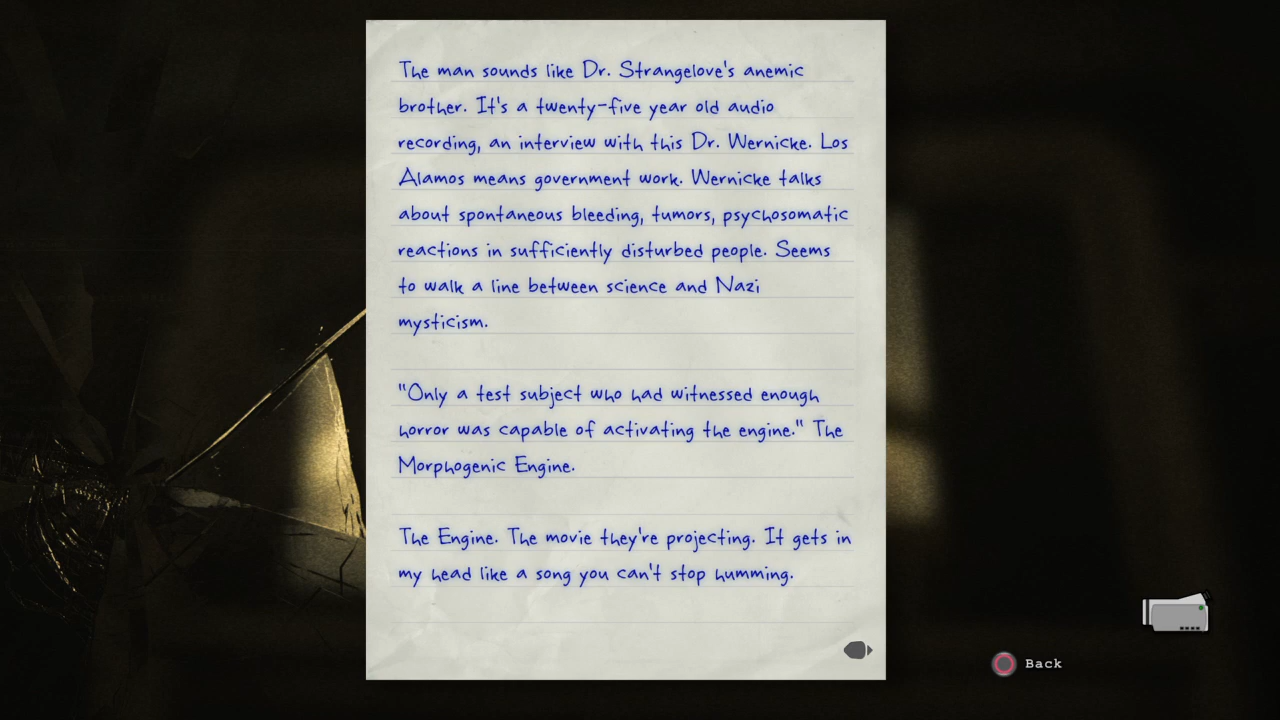 The man sounds like Dr. Strangelove's anemic
brother. It's a twenty-five year old audio
recording, an interview with this Dr. Wernicke. Los
Alamos means government work. Wernicke talks
about spontaneous bleeding, tumors, psychosomatic
reactions in sufficiently disturbed people. Seems
to walk a line between science and Nazi
mysticism.
"Only a test subject who had witnessed enough
horror was capable of activating the engine." The
Morphogenic Engine.
The Engine. The movie they're projecting. It gets in
my head like a song you can't stop humming.
Back